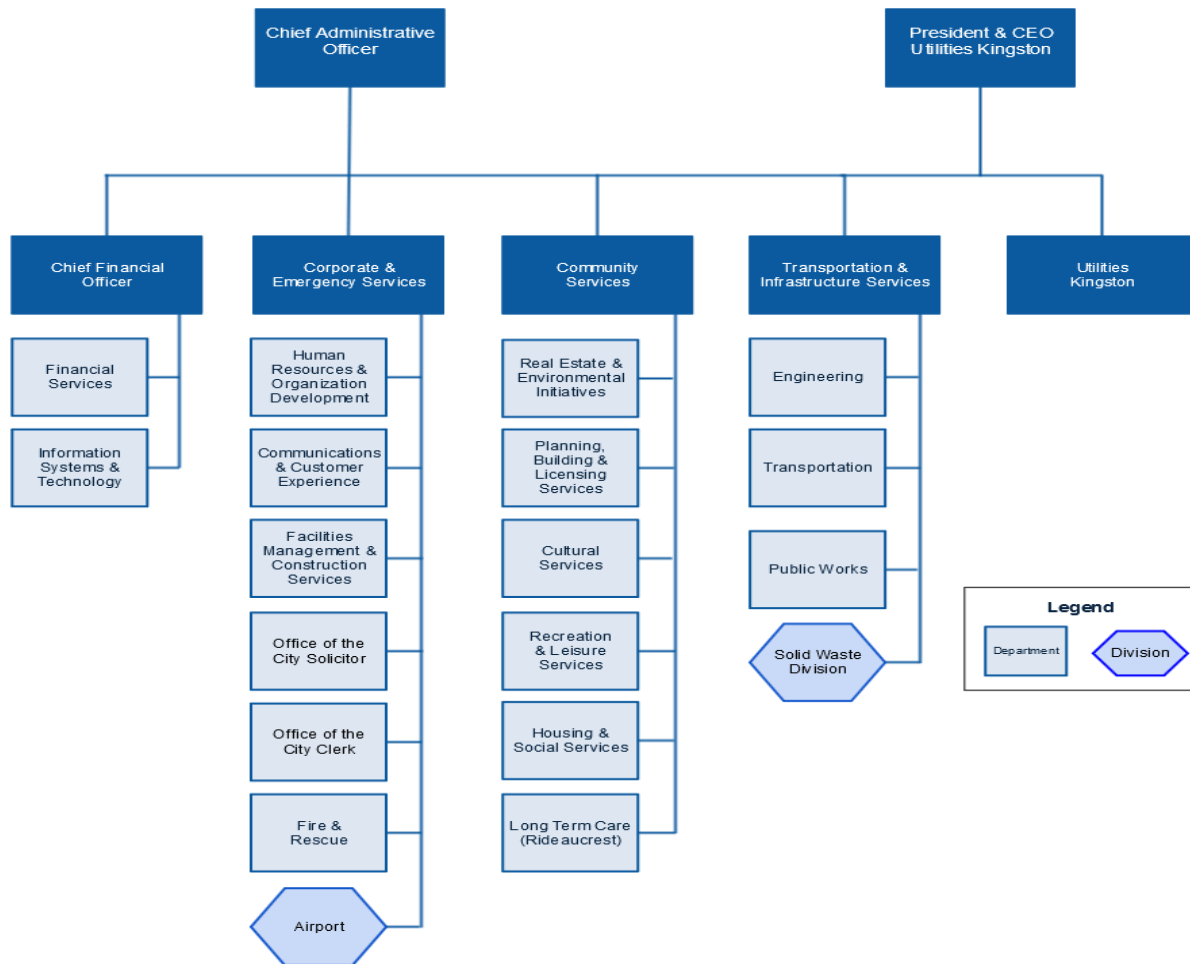 Chief Administrative
Officer
President & CEO
Utilities Kingston
Chief Financial
Officer
Corporate &
Emergency Services
Community
Services
Transportation &
Infrastructure Services
Utilities
Kingston
Financial
Services
Information
Systems &
Technology
Human
Resources &
Organization
Development
Communications
& Customer
Experience
Facilities
Management &
Construction
Services
Office of the
City Solicitor
Office of the
City Clerk
Fire &
Rescue
Airport
Real Estate &
Environmental
Initiatives
Planning,
Building &
Licensing
Services
Cultural
Services
Recreation
& Leisure
Services
Housing &
Social Services
Long Term Care
(Rideaucrest)
Engineering
Transportation
Public Works
Solid Waste
Division
Legend
Department
Division